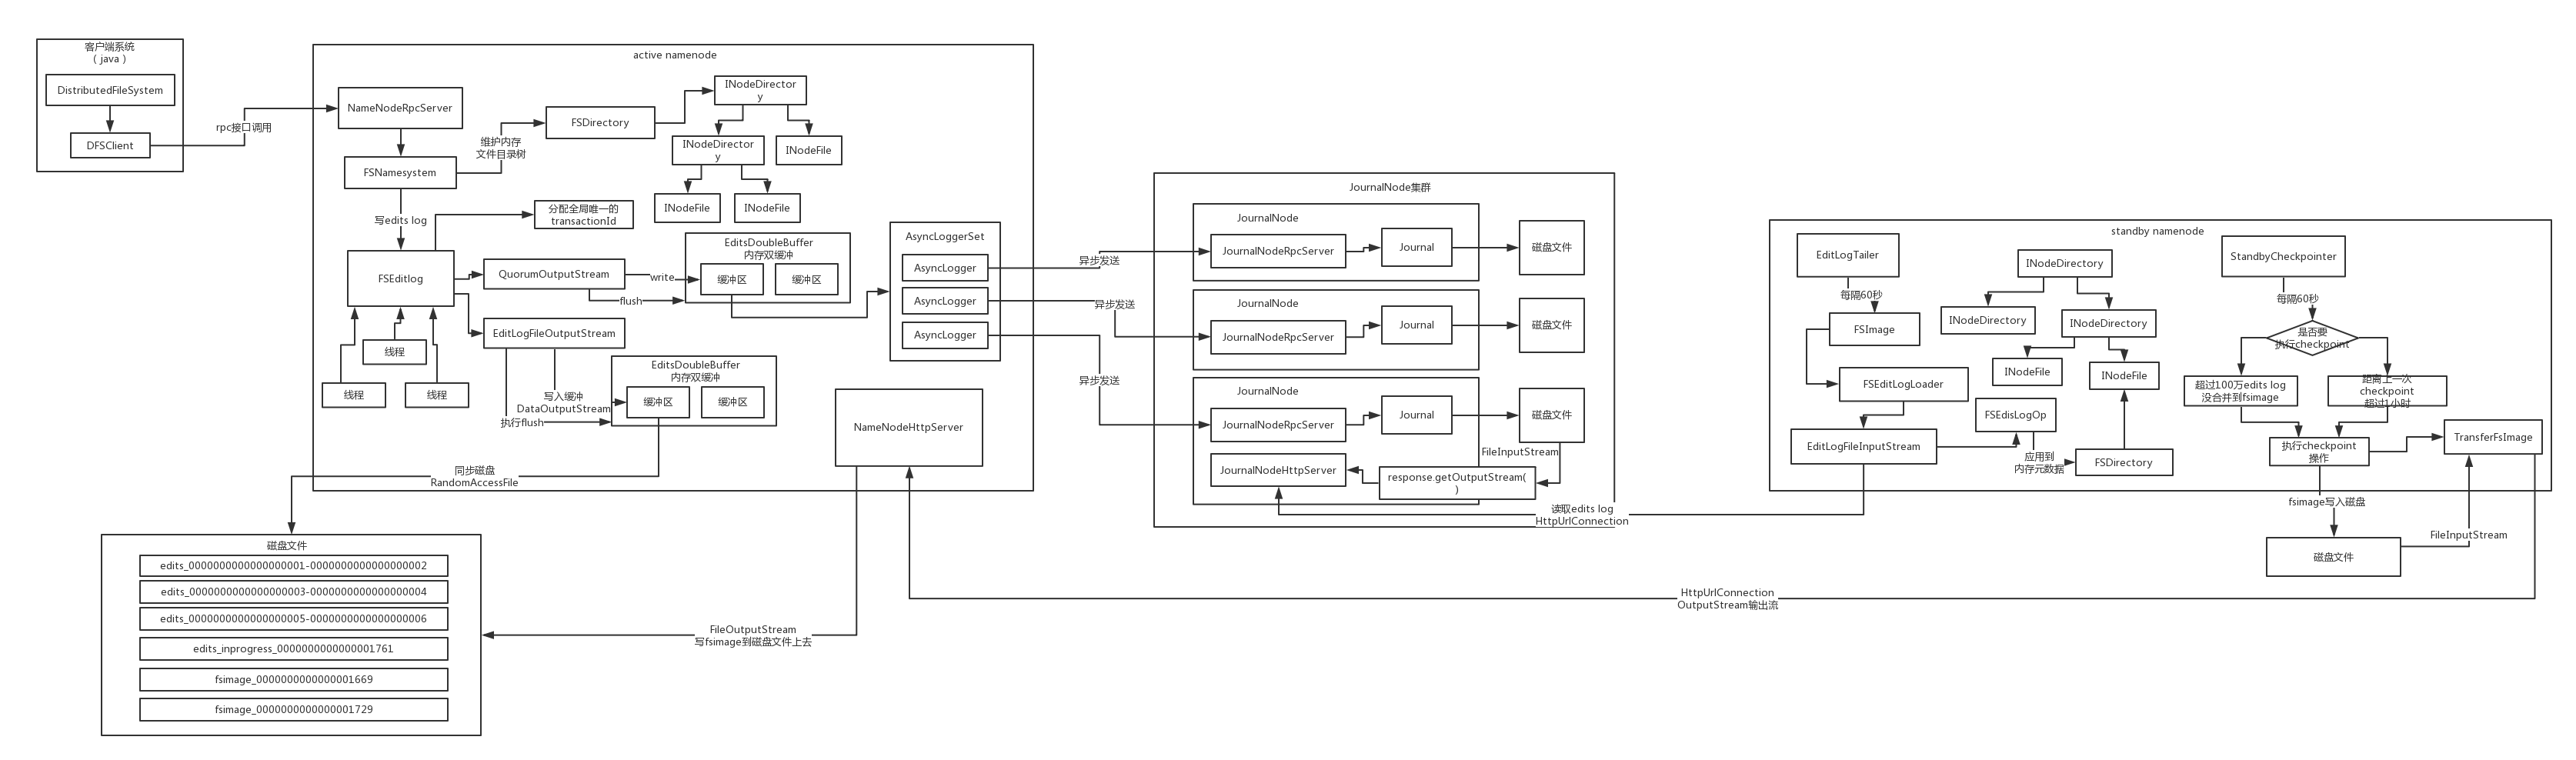 客户端系统
（ java ）
DistributedFileSystem
DFSClient
rpc接口调用
active namenode
NameNodeRpcServer
FSNamesystem
维护内存
文件目录树
FSDirectory
INodeDirector
y
INodeDirector
y
INodeFile
INodeFile
INodeFile
写edits log
分配全局唯一的
transactionId
FSEditlog
线程
线程
线程
QuorumOutputStream
write
flush
EditsDoubleBuffer
内存双缓冲
缓冲区
缓冲区
EditLogFileOutputStream
写入缓冲
DataOutputStream
执行flush
EditsDoubleBuffer
内存双缓冲
缓冲区
缓冲区
同步磁盘
RandomAccessFile
AsyncLoggerSet
AsyncLogger
AsyncLogger
AsyncLogger
NameNodeHttpServer
异步发送
异步发送
异步发送
磁盘文件
edits_0000000000000000001-0000000000000000002
edits_0000000000000000003-0000000000000000004
edits_0000000000000000005-0000000000000000006
edits_inprogress_0000000000000001761
fsimage_0000000000000001669
fsimage_0000000000000001729
FileOutputStream
写fsimage到磁盘文件上去
JournalNode集群
JournalNode
JournalNodeRpcServer
Journal
磁盘文件
JournalNode
JournalNodeRpcServer
Journal
磁盘文件
JournalNode
JournalNodeRpcServer
Journal
磁盘文件
FileInputStream
JournalNodeHttpServer
response.getOutputStream(
)
读取edits log
HttpUrlConnection
HttpUrlConnection
OutputStream输出流
standby namenode
EditLogTailer
每隔60秒
FSImage
FSEditLogLoader
EditLogFileInputStream
FSEdisLogOp
应用到
内存元数据
FSDirectory
INodeDirectory
INodeDirectory
INodeDirectory
INodeFile
INodeFile
StandbyCheckpointer
每隔60秒
是否要
执行checkpoint
超过100万edits log
没合并到fsimage
距离上一次
checkpoint
超过1小时
执行checkpoint
操作
TransferFsImage
fsimage写入磁盘
磁盘文件
FileInputStream